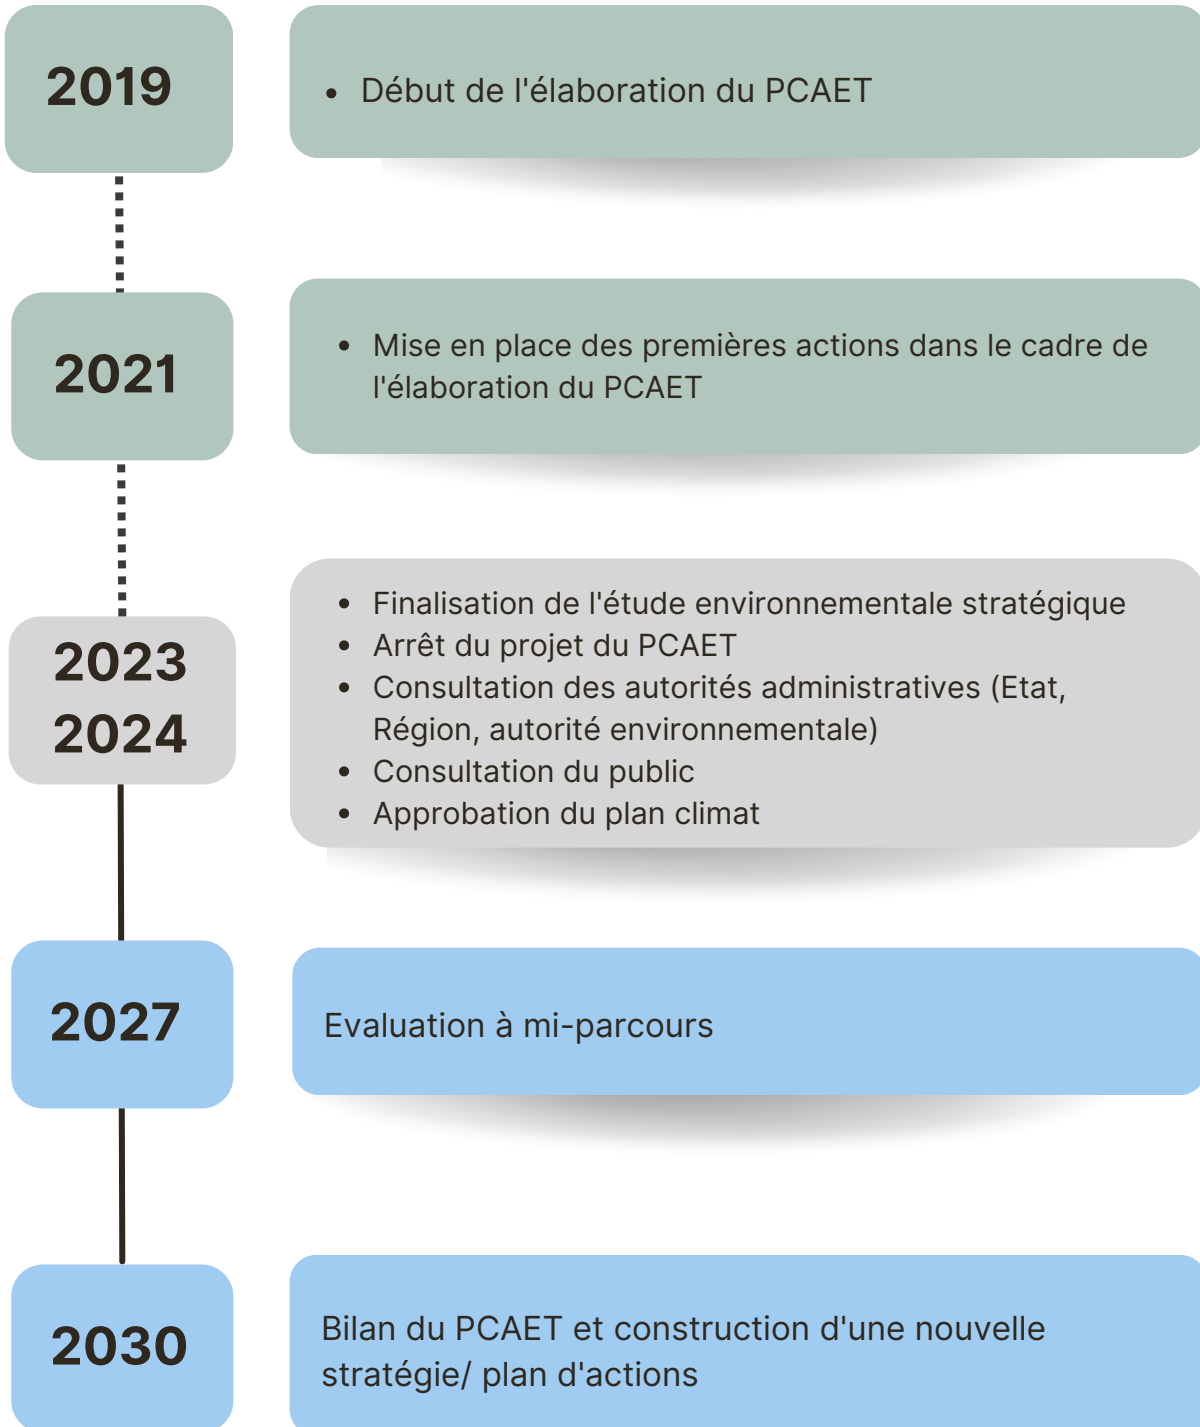 2019
• Début de l'élaboration du PCAET
2021
• Mise en place des premières actions dans le cadre de
l'élaboration du PCAET
2023
2024
• Finalisation de l'étude environnementale stratégique
• Arrêt du projet du PCAET
• Consultation des autorités administratives (Etat,
Région, autorité environnementale)
• Consultation du public
• Approbation du plan climat
2027
Evaluation à mi-parcours
2030
Bilan du PCAET et construction d'une nouvelle
stratégie/ plan d'actions